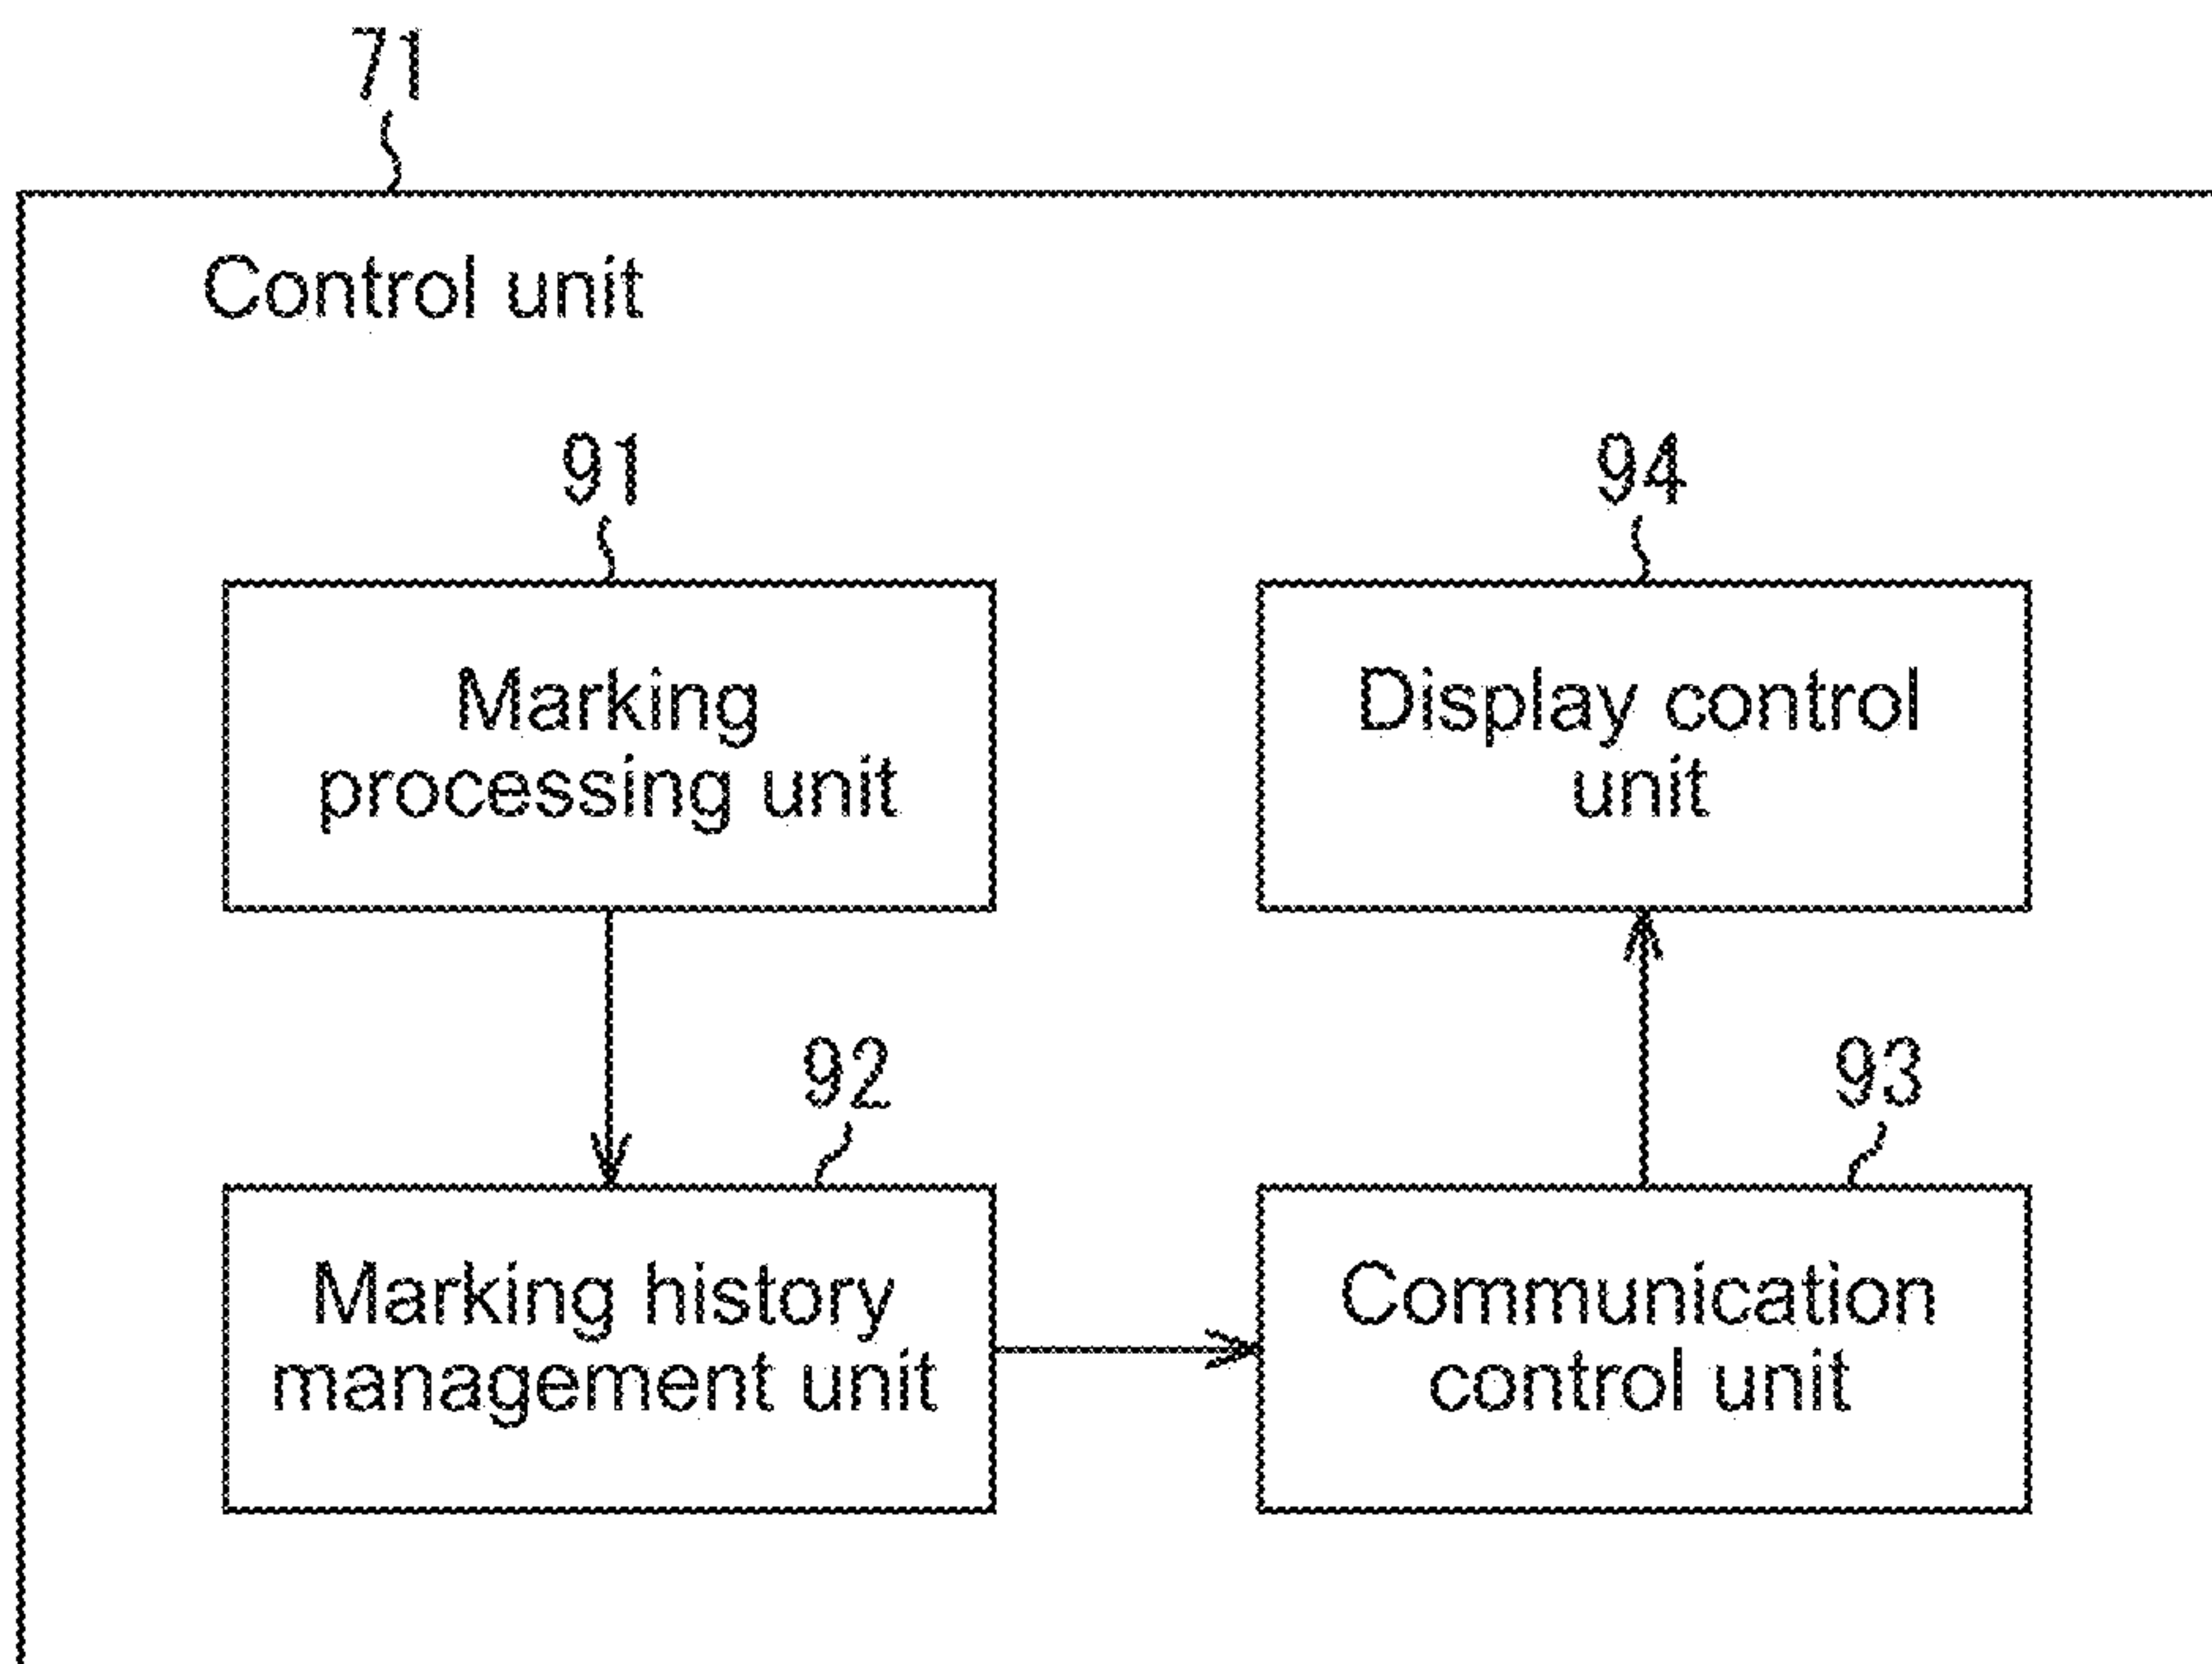 71
Control unit
91
94
Marking
processing unit
Display control
unit
92
93
Marking history
management unit
Communication
control unit